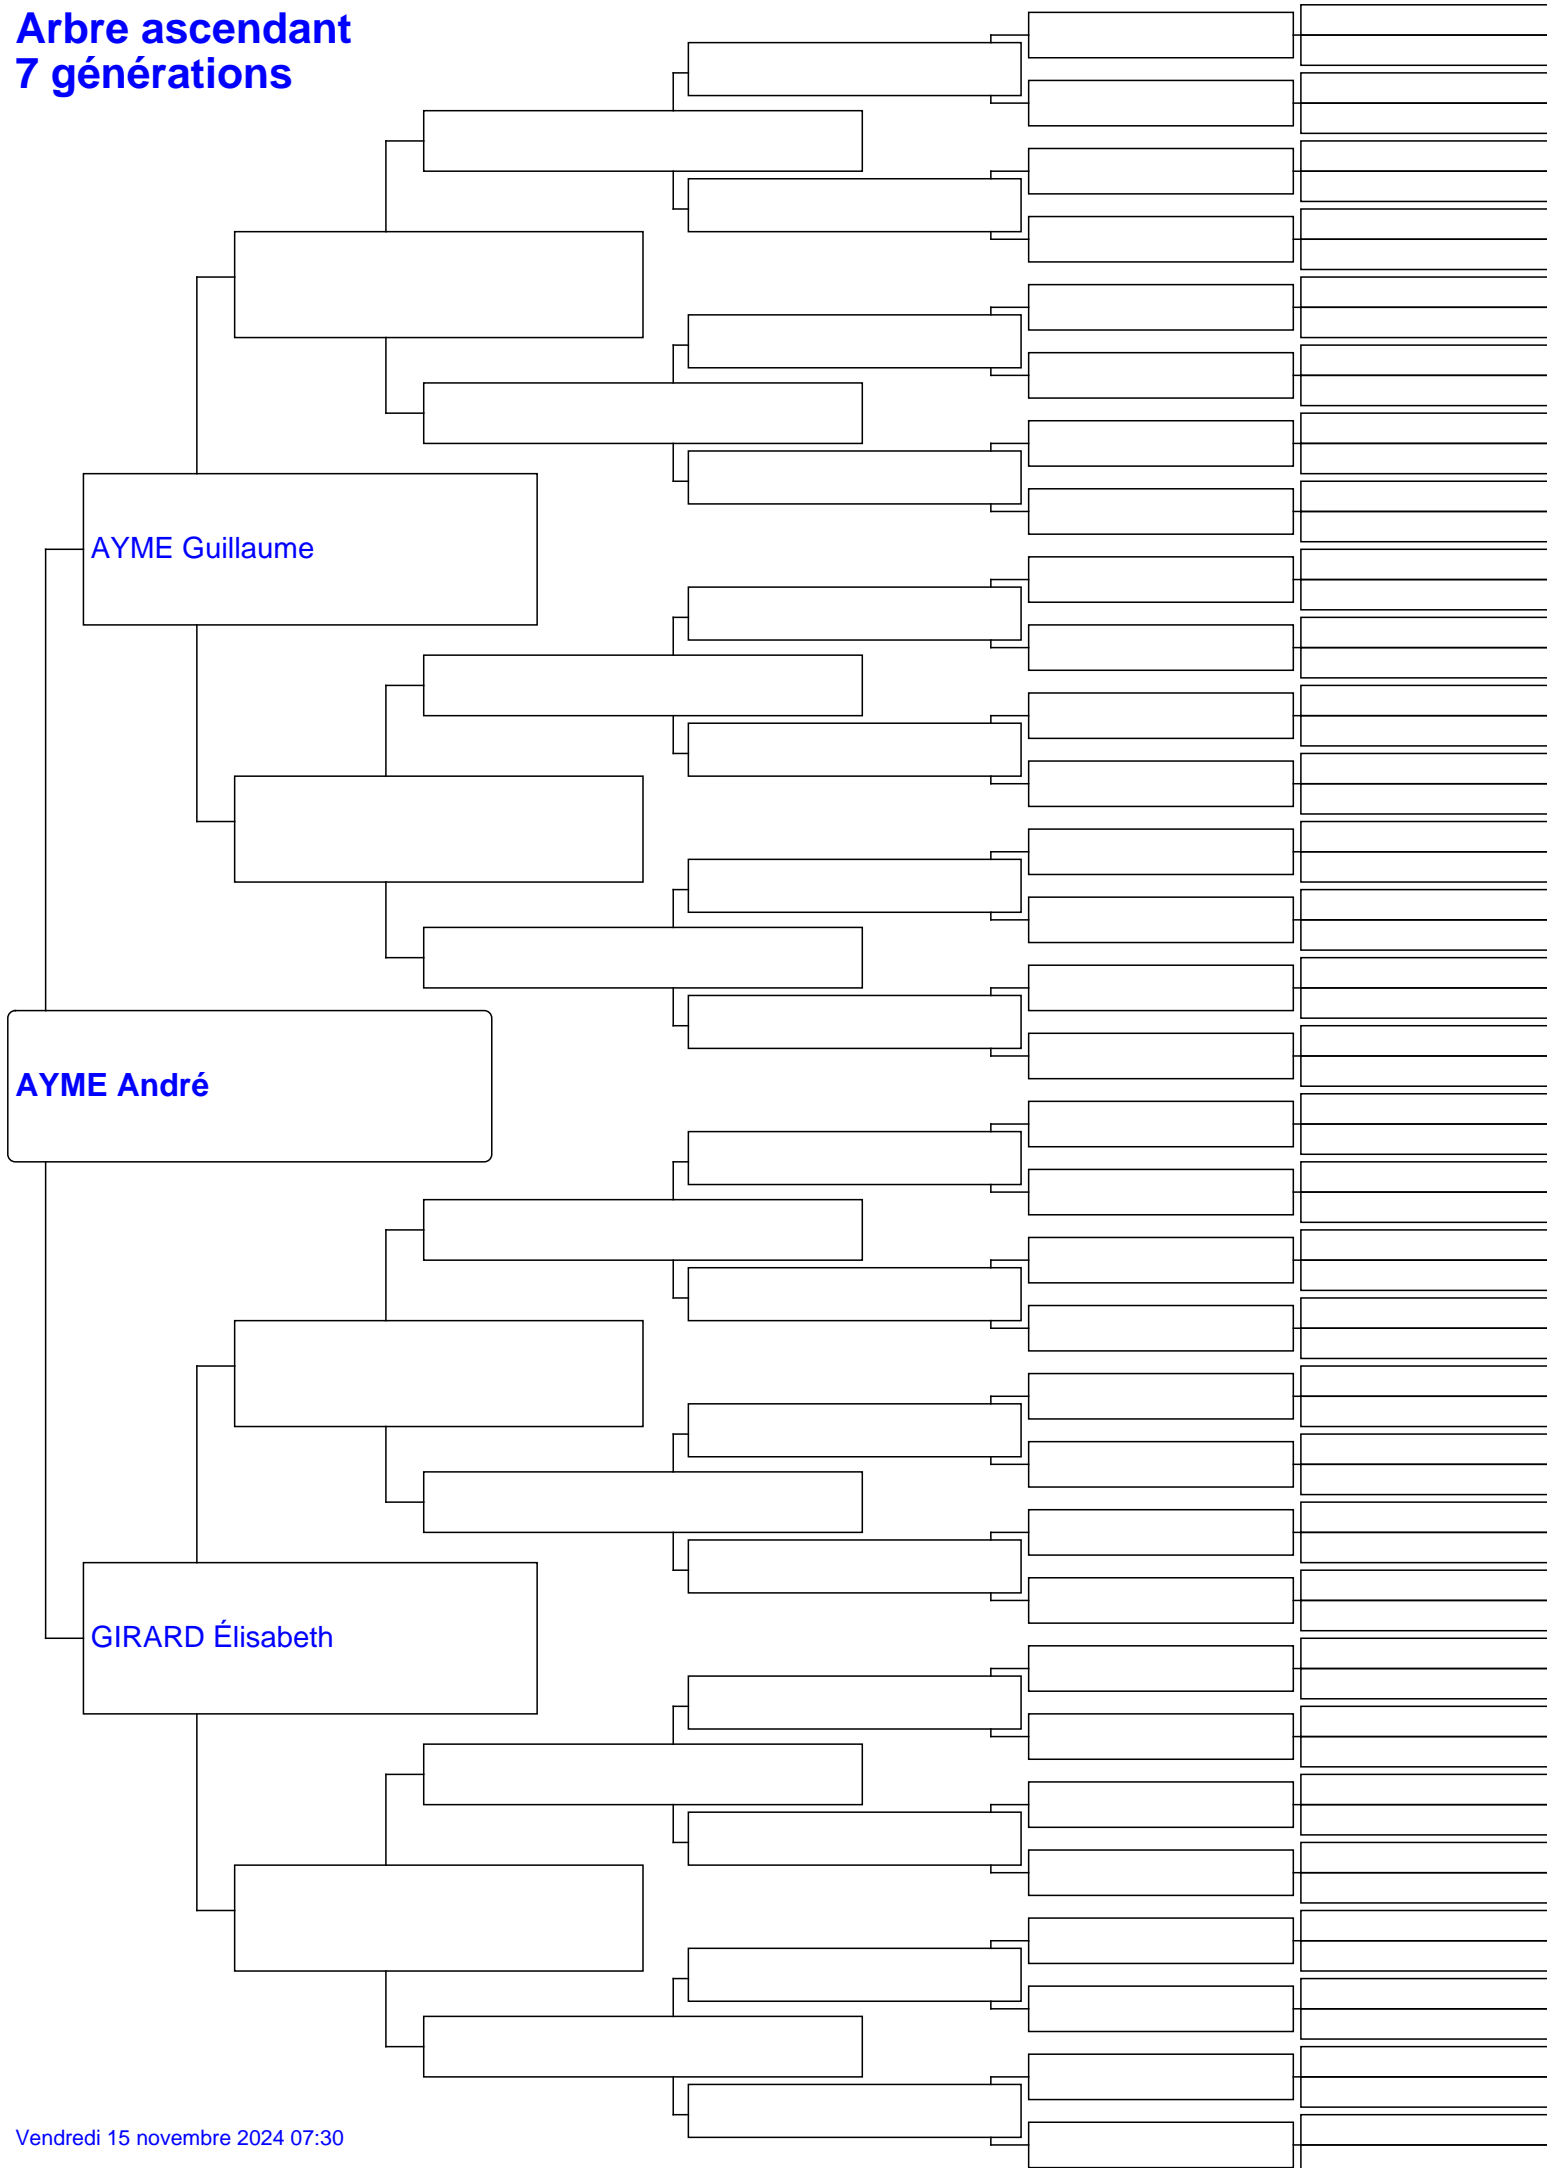 Arbre ascendant
7 générations
AYME Guillaume
AYME André
GIRARD Élisabeth
Vendredi 15 novembre 2024 07:30